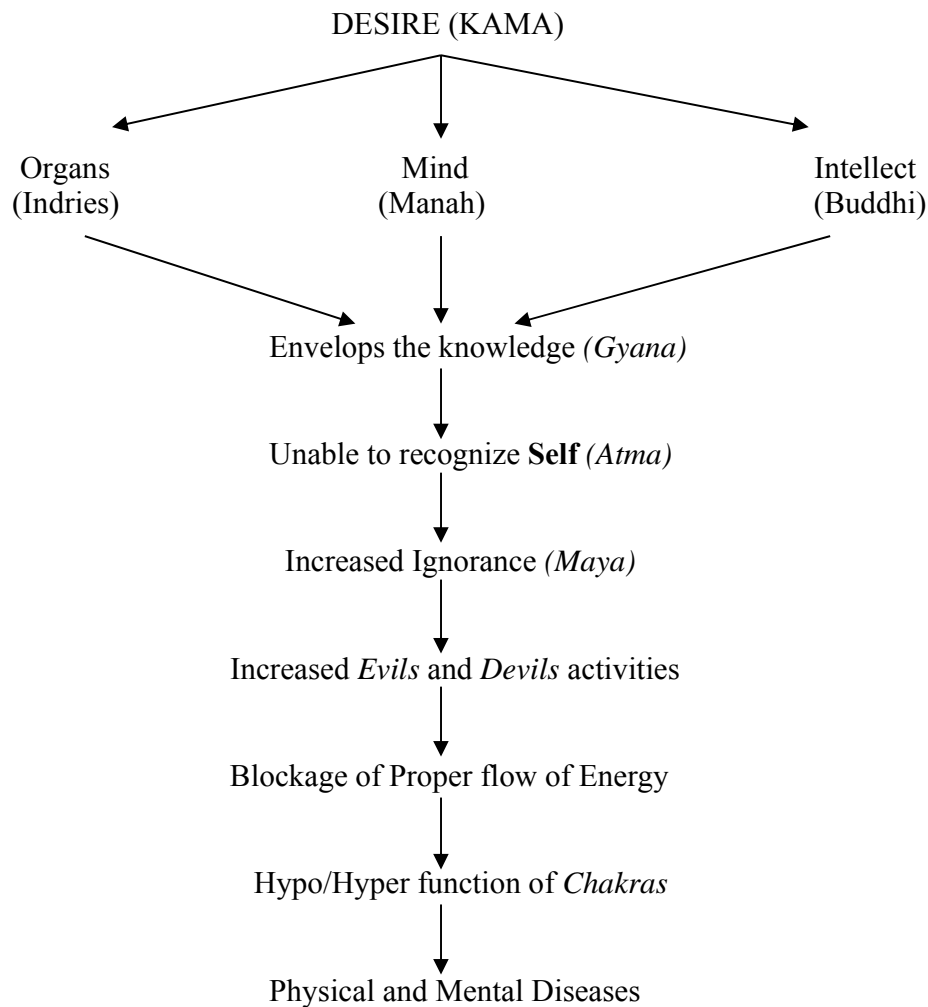 DESIRE (KAMA)
Organs
(Indries)
Mind
(Manah)
Intellect
(Buddhi)
Envelops the knowledge (Gyana)
Unable to recognize Self (Atma)
Increased Ignorance (Maya)
Increased Evils and Devils activities
Blockage of Proper flow of Energy
Hypo/Hyper function of Chakras
Physical and Mental Diseases